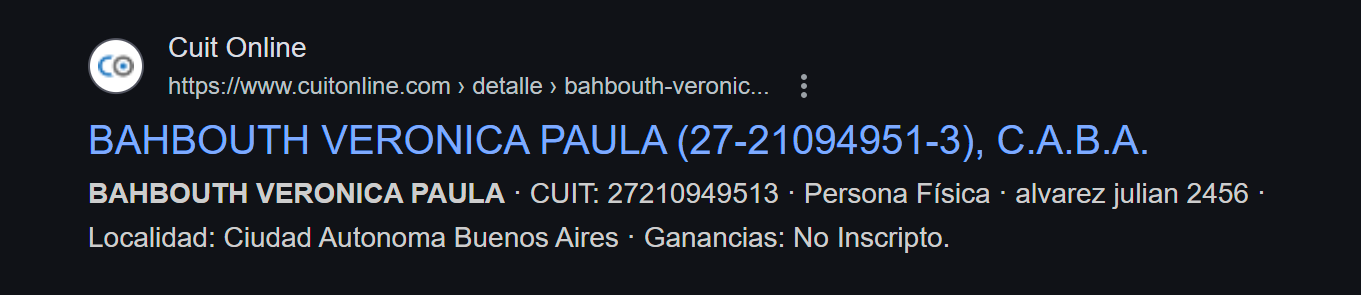 Cuit Online
https://www.cuitonline.com › detalle › bahbouth-veronic...
BAHBOUTH VERONICA PAULA (27-21094951-3), C.A.B.A.
BAHBOUTH VERONICA PAULA · CUIT: 27210949513 · Persona Física · alvarez julian 2456 ·
Localidad: Ciudad Autonoma Buenos Aires · Ganancias: No Inscripto.